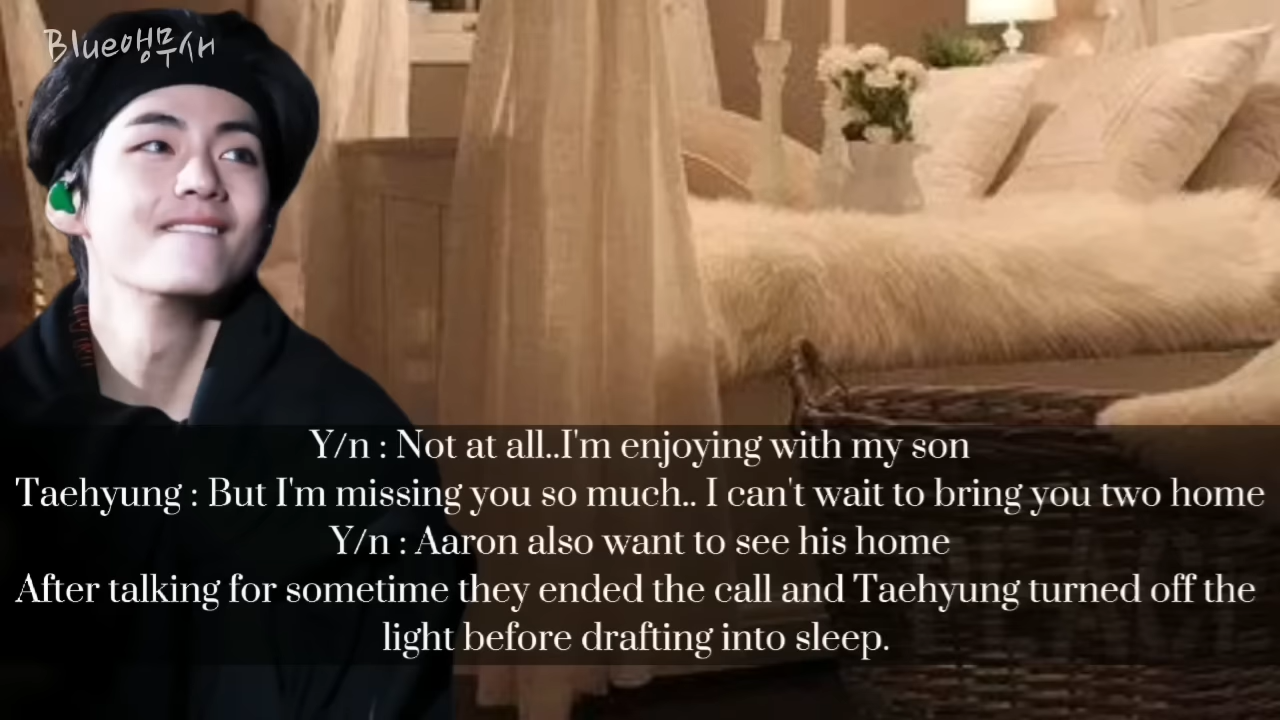 Blue앵무새
Y/n : Not at all..I'm enjoying with my son
Taehyung : But I'm missing you so much.. I can't wait to bring you two home
Y/n : Aaron also want to see his home
After talking for sometime they ended the call and Taehyung turned off the
light before drafting into sleep.